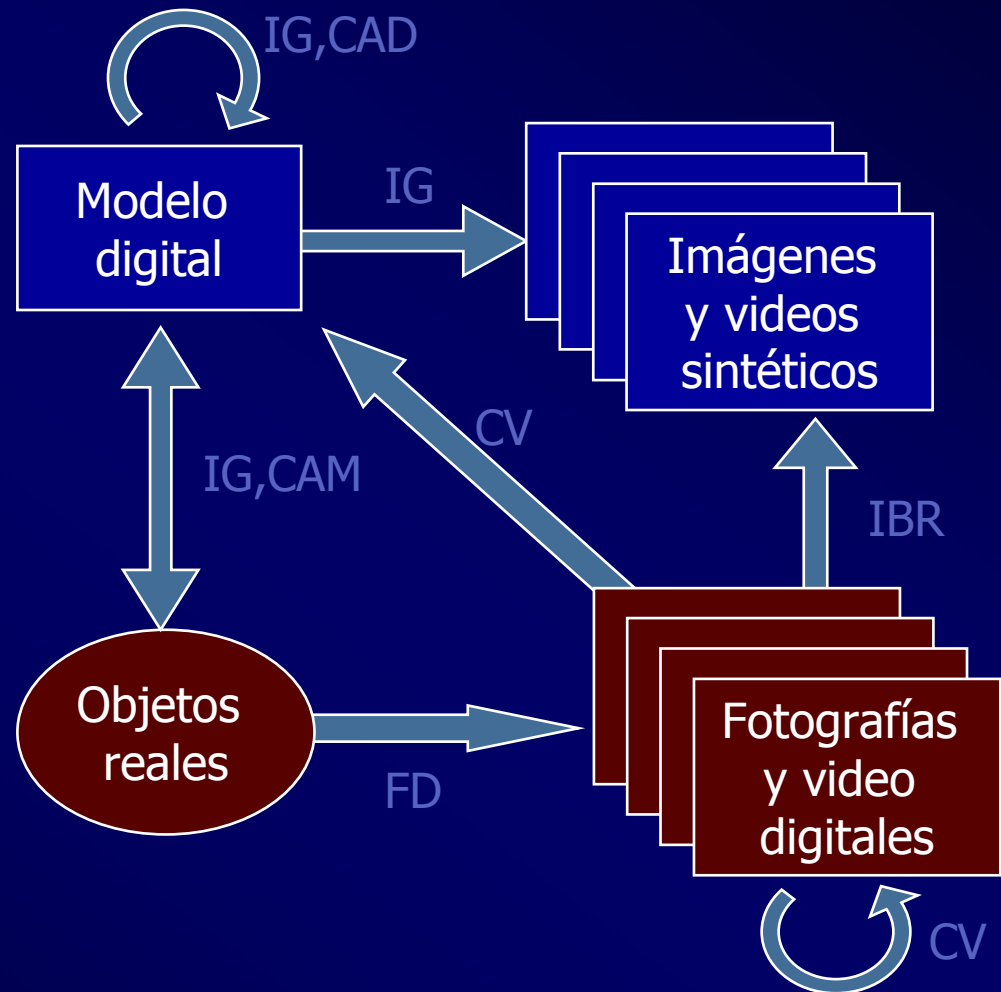 IG,CAD
Modelo
digital
IG
Imágenes
y videos
sintéticos
CV
IG,CAM
IBR
Objetos
reales
FD
Fotografías
y video
digitales
CV